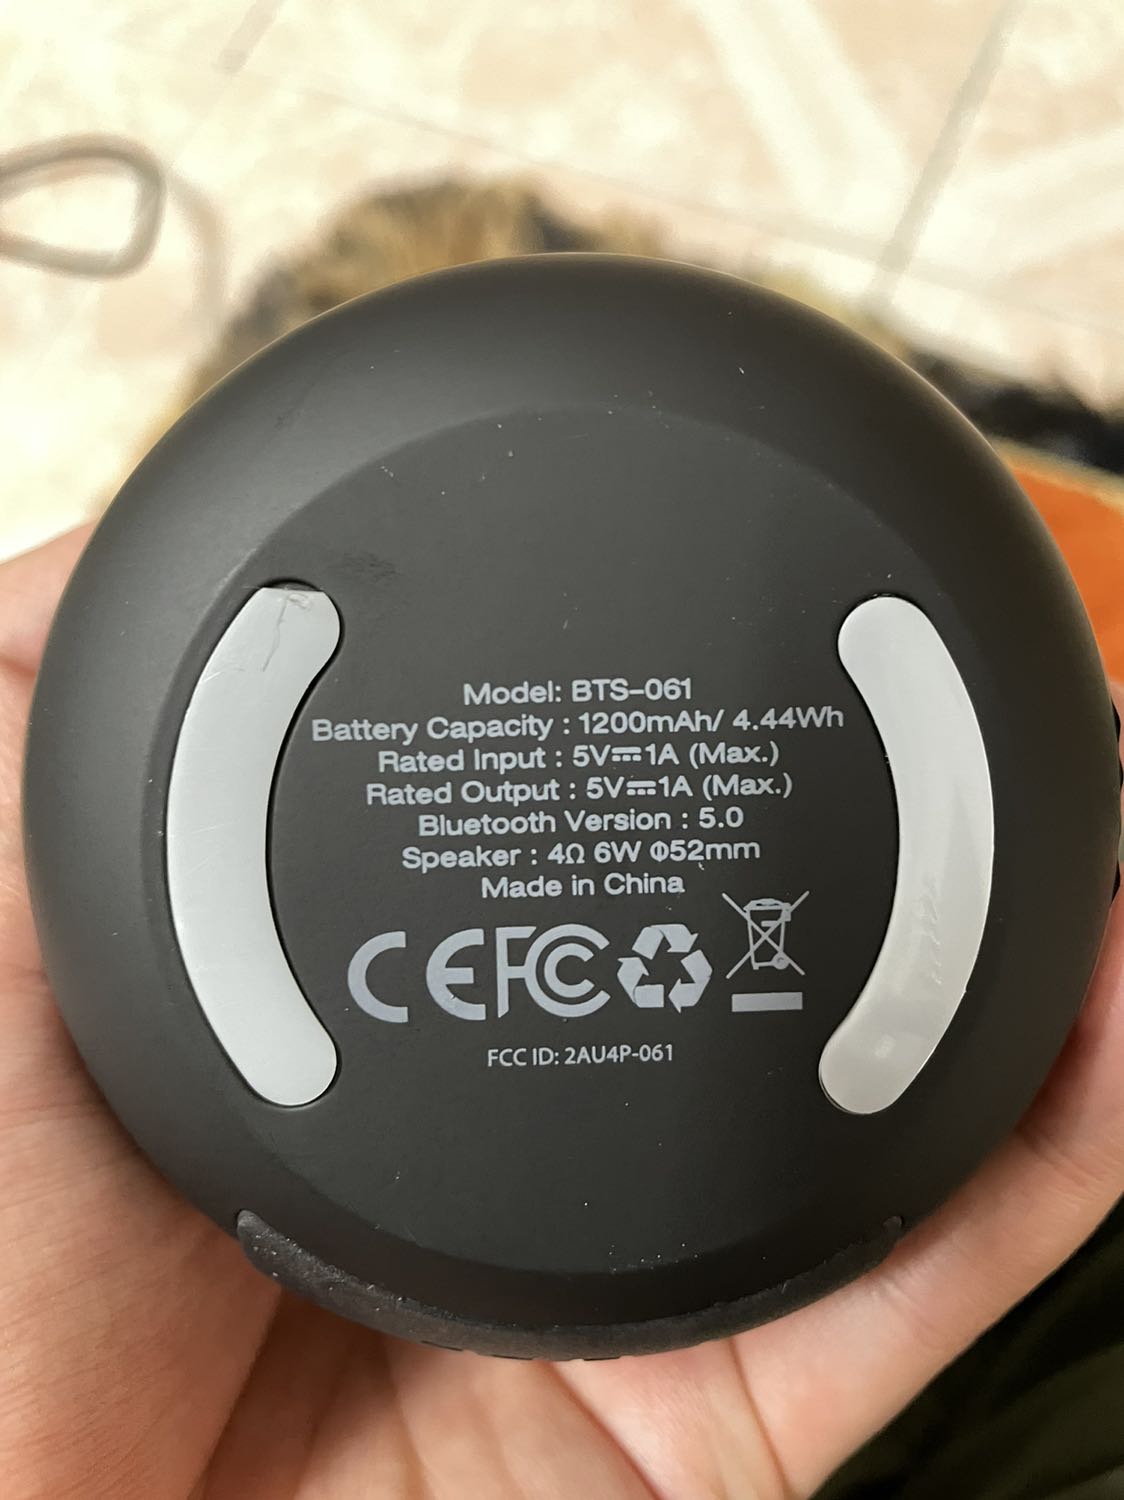 Model: BTS-061
Battery Capacity : 1200mAh/ 4.44Wh
Rated Input : 5V⎓1A (Max.)
Rated Output : 5V⎓1A (Max.)
Bluetooth Version : 5.0
Speaker : 4Ω 6W Φ52mm
Made in China
CE FC
FCC ID: 2AU4P-061